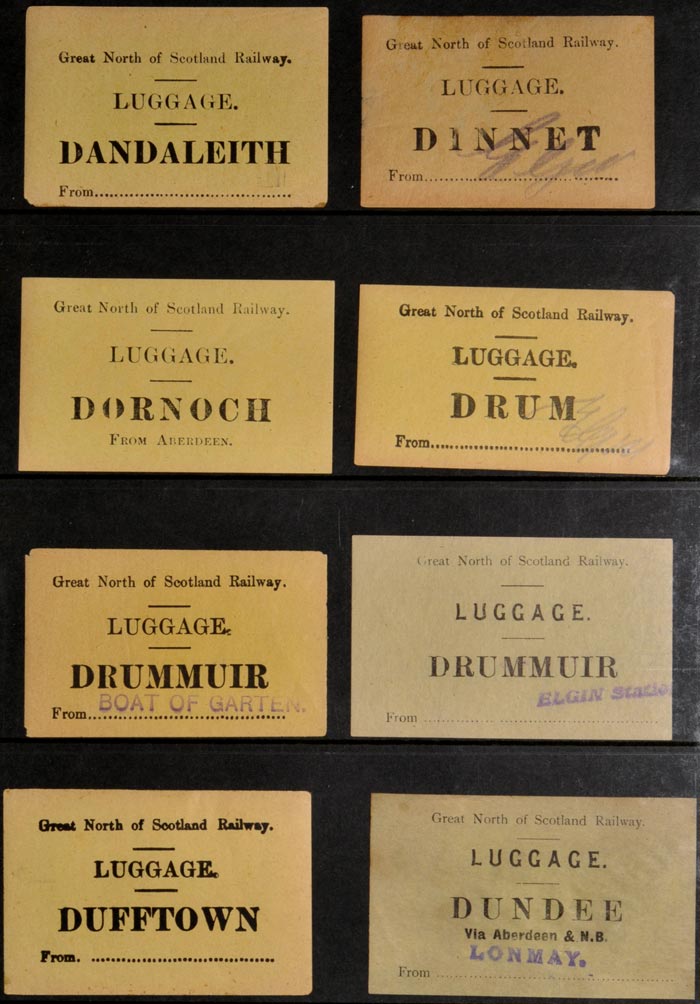 Great North of Scotland Railway.
LUGGAGE.
DANDALEITH
From
Great North of Scotland Railway.
LUGGAGE.
DINNET
Elgin
From
Great North of Scotland Railway.
LUGGAGE.
DORNOCH
FROM ABERDEEN.
Great North of Scotland Railway.
LUGGAGE.
DRUM
Elgin
From
Great North of Scotland Railway.
LUGGAGE.
DRUMMUIR
BOAT OF GARTEN.
From
Great North of Scotland Railway.
LUGGAGE.
DRUMMUIR
ELGIN Statio
From
Great North of Scotland Railway.
LUGGAGE.
DUFFTOWN
From.
Great North of Scotland Railway.
LUGGAGE.
DUNDEE
Via Aberdeen & N.B.
LONMAY.
From